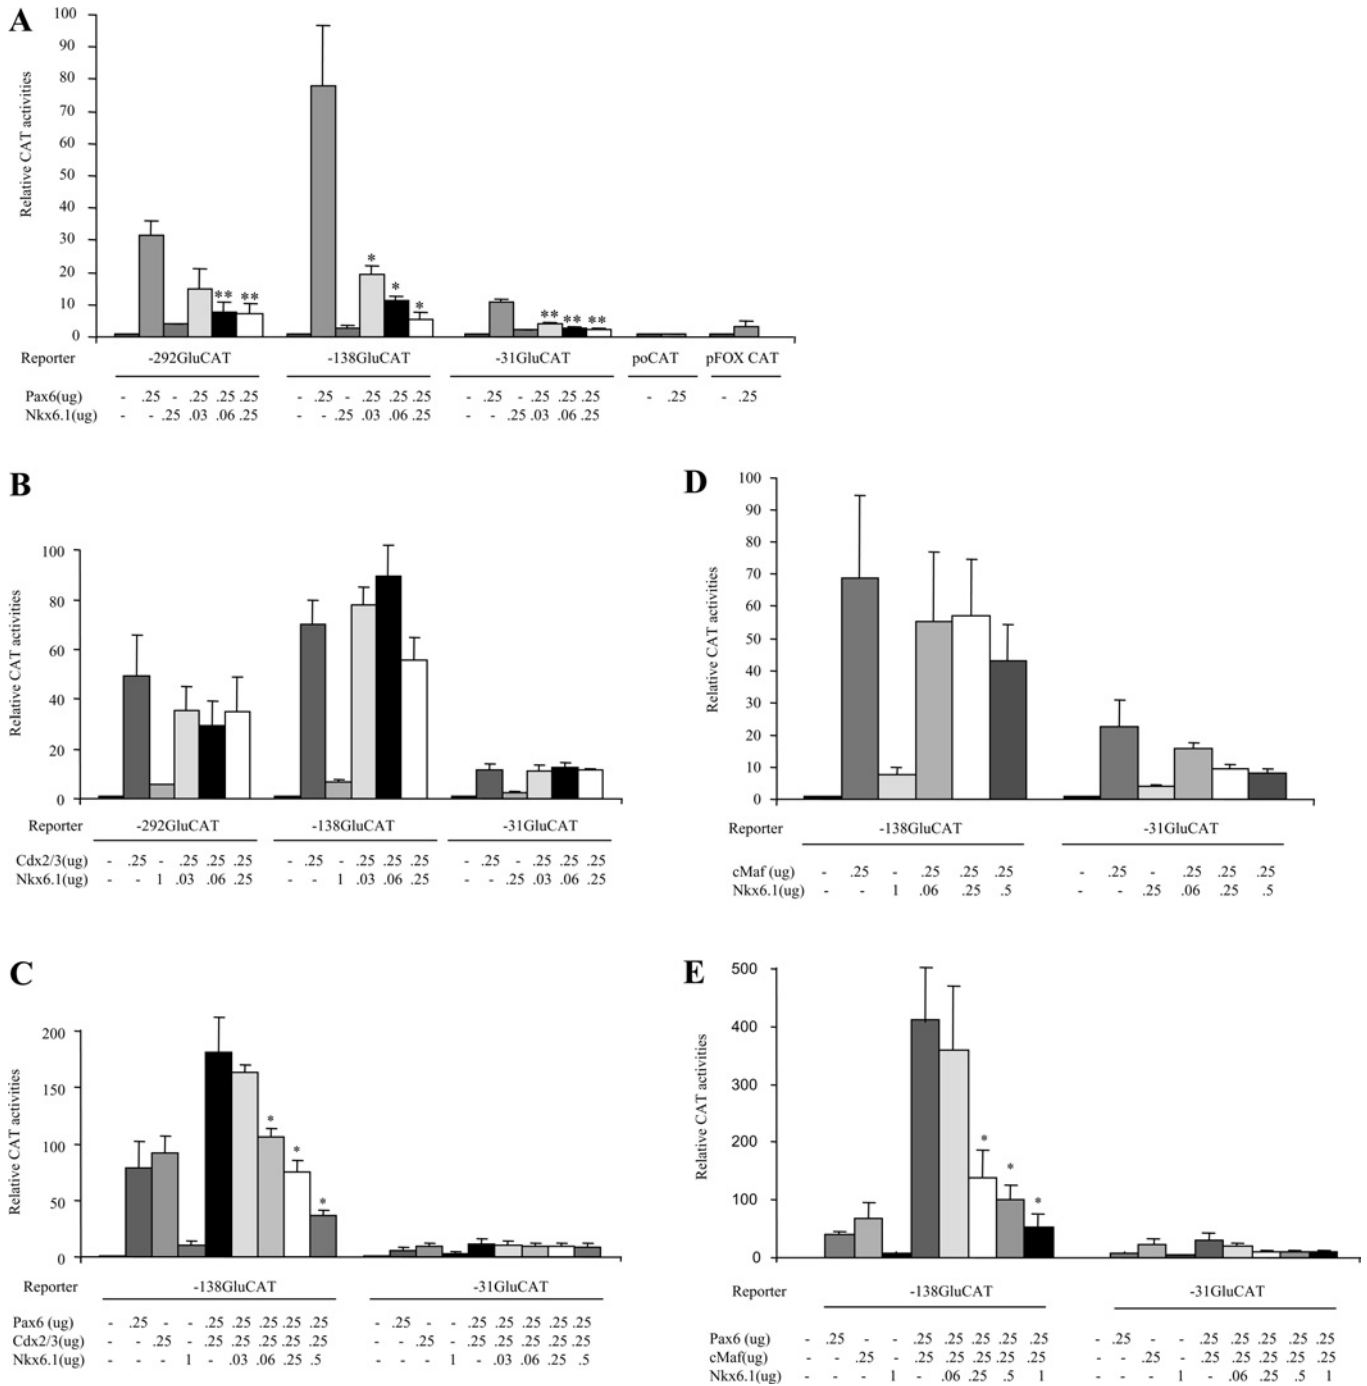 A
Relative CAT activities
100
90
80
70
60
50
40
30
20
10
0
* * *
** ** ** ** **
Reporter -292GluCAT -138GluCAT -31GluCAT poCAT pFOX CAT
Pax6(ug) - .25 - .25 .25 .25 - .25 - .25 .25 .25 - .25 - .25 .25 .25 - .25 - .25
Nkx6.1(ug) - - .25 .03 .06 .25 - - .25 .03 .06 .25 - - .25 .03 .06 .25
B
Relative CAT activities
100
80
60
40
20
0
Reporter -292GluCAT -138GluCAT -31GluCAT
Cdx2/3(ug) - .25 - .25 .25 .25 - .25 - .25 .25 .25 - .25 - .25 .25 .25
Nkx6.1(ug) - - 1 .03 .06 .25 - - 1 .03 .06 .25 - - .25 .03 .06 .25
D
Relative CAT activities
100
90
80
70
60
50
40
30
20
10
0
Reporter -138GluCAT -31GluCAT
cMaf (ug) - .25 - .25 .25 .25 - .25 - .25 .25 .25
Nkx6.1(ug) - - 1 .06 .25 .5 - - .25 .06 .25 .5
C
Relative CAT activities
200
150
100
50
0
* * *
Reporter -138GluCAT -31GluCAT
Pax6 (ug) - .25 - - .25 .25 .25 .25 .25 - .25 - - .25 .25 .25 .25 .25
Cdx2/3(ug) - - .25 - .25 .25 .25 .25 .25 - - .25 - .25 .25 .25 .25 .25
Nkx6.1(ug) - - - 1 - .03 .06 .25 .5 - - - 1 - .03 .06 .25 .5
E
Relative CAT activities
500
400
300
200
100
0
* * *
Reporter -138GluCAT -31GluCAT
Pax6 (ug) - .25 - - .25 .25 .25 .25 .25 - .25 - - .25 .25 .25 .25 .25
cMaf(ug) - - .25 - .25 .25 .25 .25 .25 - - .25 - .25 .25 .25 .25 .25
Nkx6.1(ug) - - - 1 - .06 .25 .5 1 - - - 1 - .06 .25 .5 1